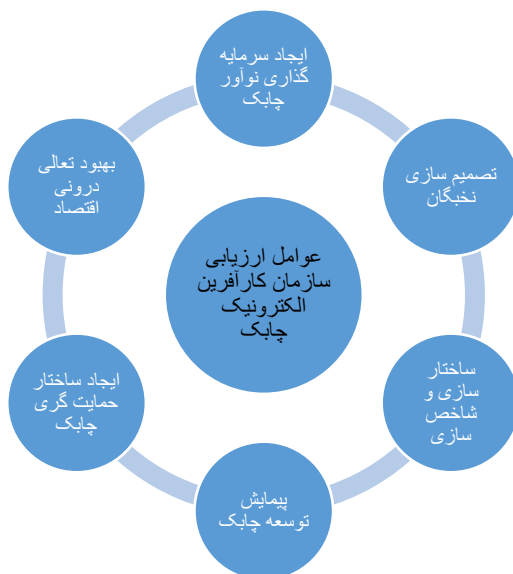 ایجاد سرمایه
گذاری نوآور
چابک
تصمیم سازی
نخبگان
ساختار
سازی و
شاخص
سازی
پیمایش
توسعه چابک
ایجاد ساختار
حمایت گری
چابک
بهبود تعالی
درونی
اقتصاد
عوامل ارزیابی
سازمان کارآفرین
الکترونیک
چابک